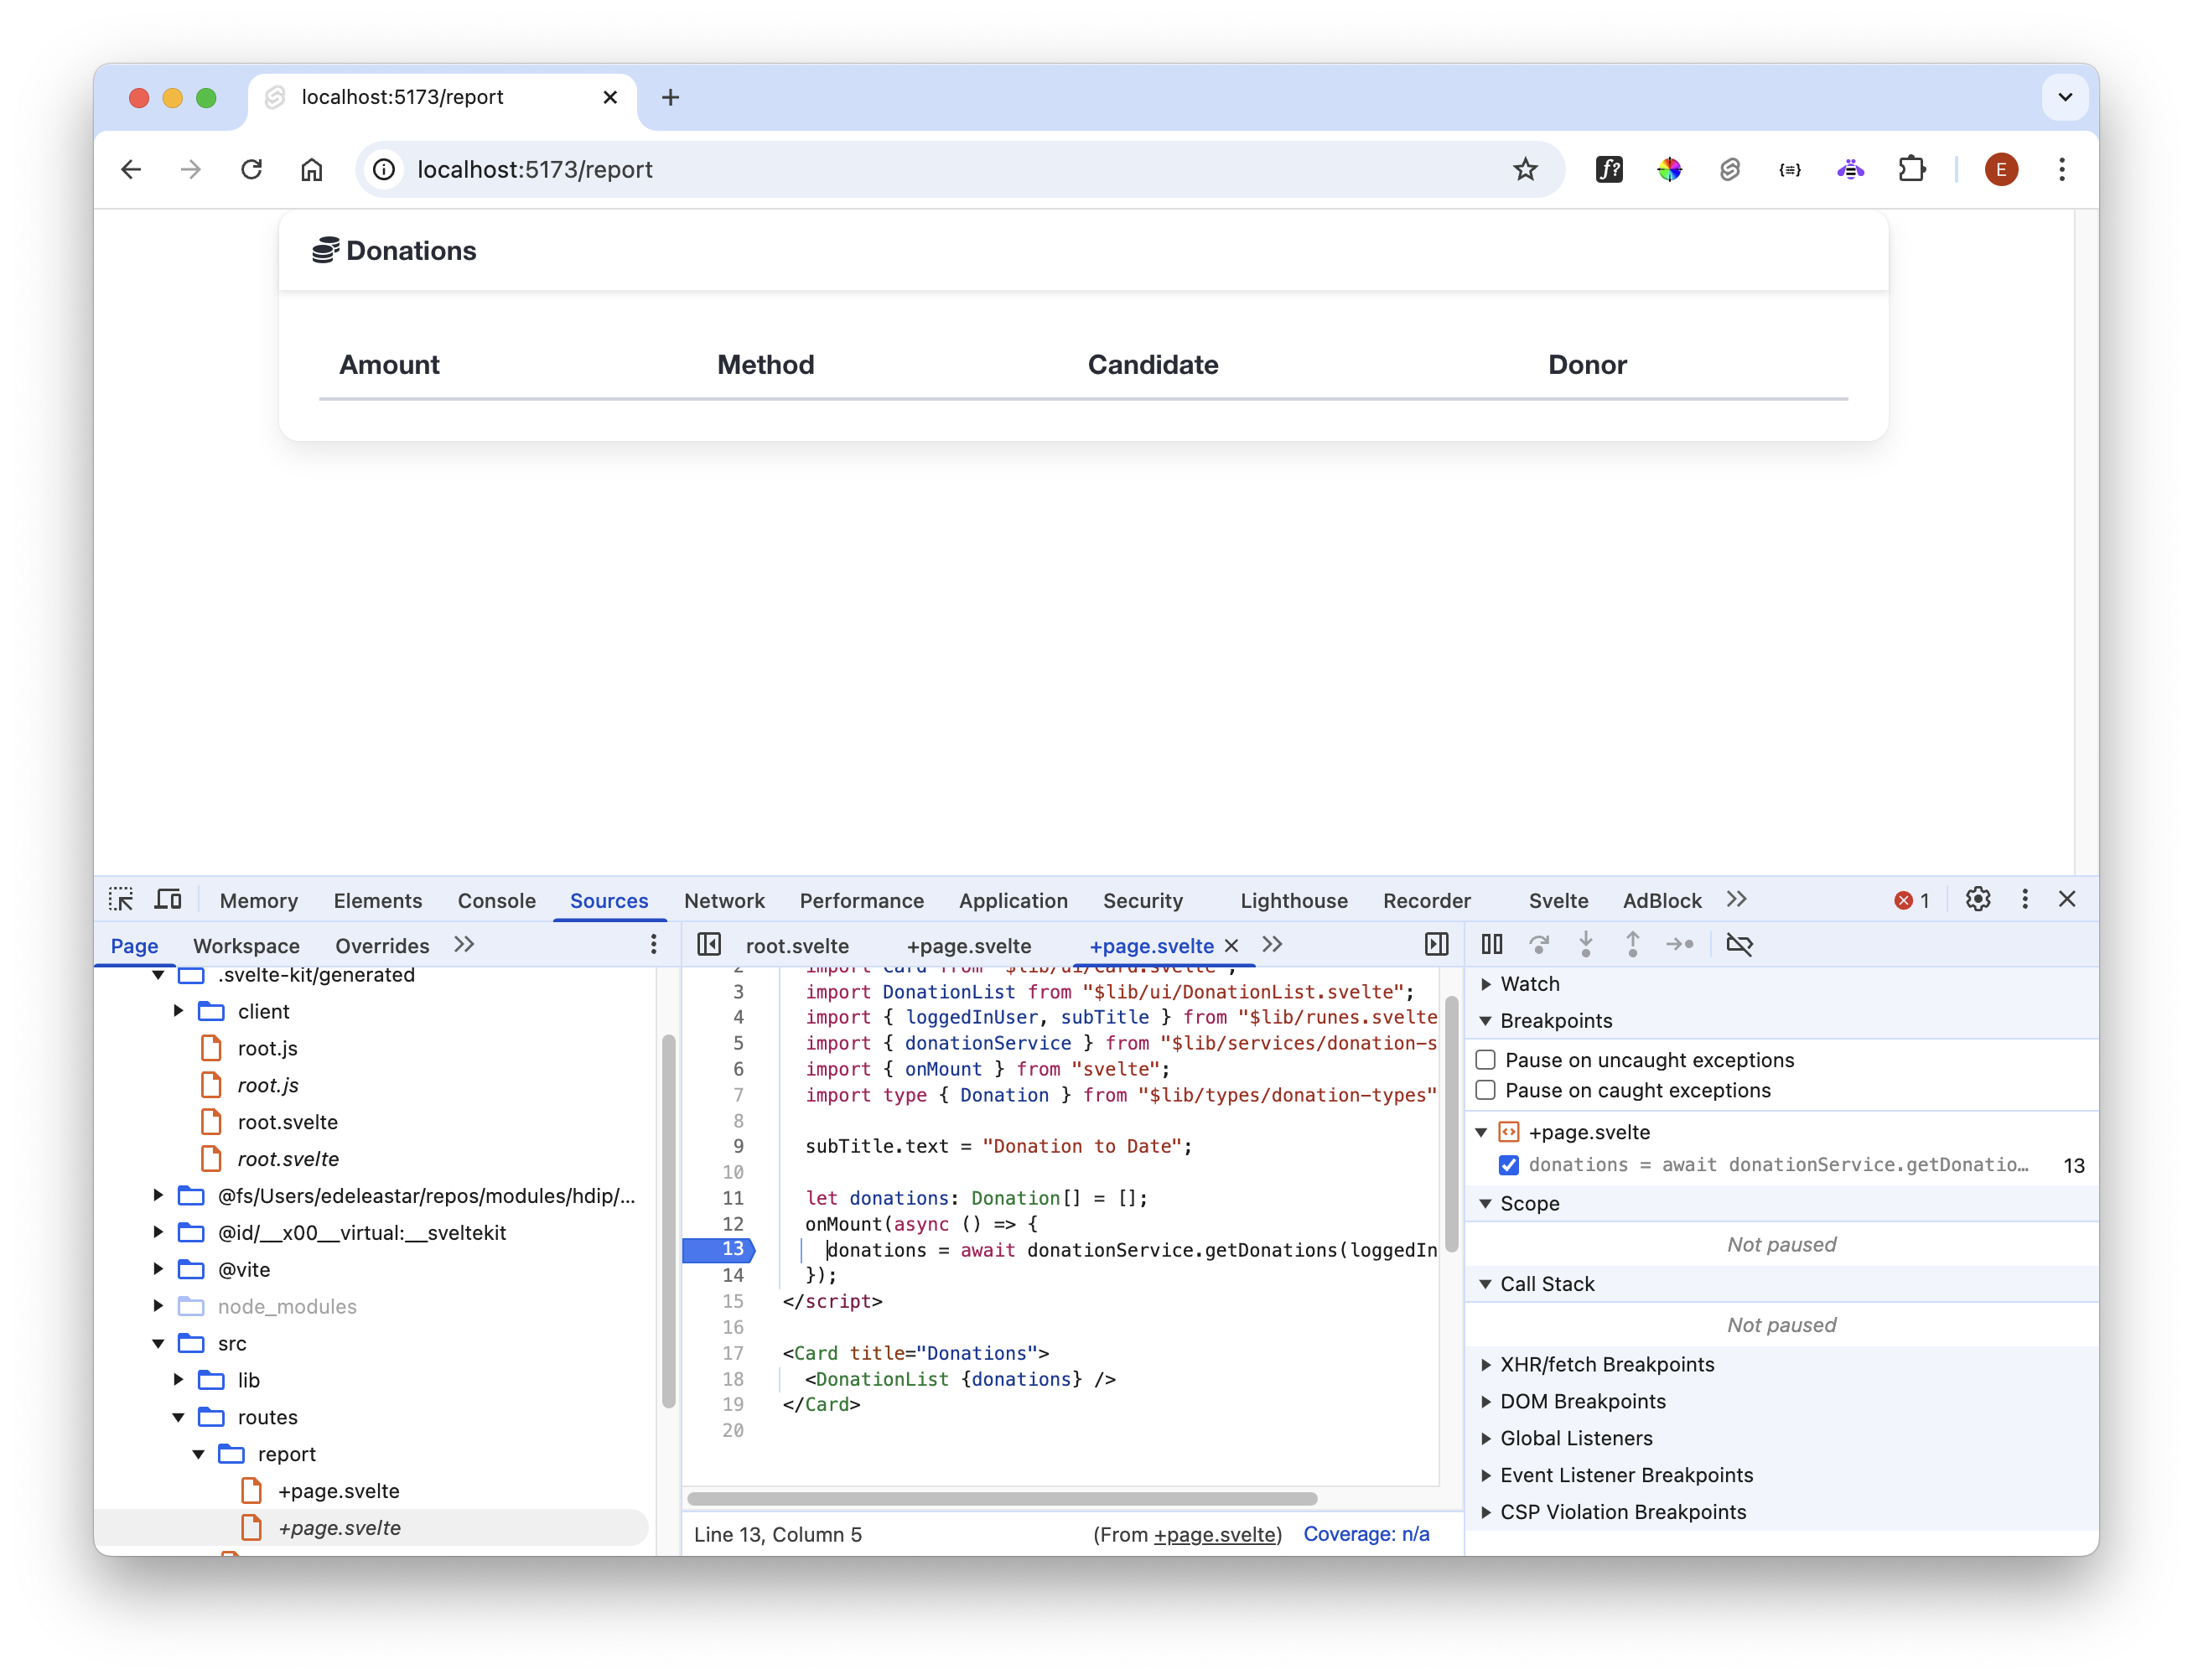 localhost:5173/report
localhost:5173/report
f?
{≡}
E
Donations
Amount Method Candidate Donor
Memory Elements Console Sources Network Performance Application Security Lighthouse Recorder Svelte AdBlock 1
Page Workspace Overrides
root.svelte +page.svelte +page.svelte
.svelte-kit/generated
client
root.js
root.js
root.svelte
root.svelte
@fs/Users/edeleastar/repos/modules/hdip/...
@id/__x00__virtual:__sveltekit
@vite
node_modules
src
lib
routes
report
+page.svelte
+page.svelte
2 import Card from "$lib/ui/Card.svelte";
3 import DonationList from "$lib/ui/DonationList.svelte";
4 import { loggedInUser, subTitle } from "$lib/runes.svelte
5 import { donationService } from "$lib/services/donation-s
6 import { onMount } from "svelte";
7 import type { Donation } from "$lib/types/donation-types"
8
9 subTitle.text = "Donation to Date";
10
11 let donations: Donation[] = [];
12 onMount(async () => {
13 donations = await donationService.getDonations(loggedIn
14 });
15 </script>
16
17 <Card title="Donations">
18 <DonationList {donations} />
19 </Card>
20
Line 13, Column 5 (From +page.svelte) Coverage: n/a
Watch
Breakpoints
Pause on uncaught exceptions
Pause on caught exceptions
+page.svelte
donations = await donationService.getDonatio… 13
Scope
Not paused
Call Stack
Not paused
XHR/fetch Breakpoints
DOM Breakpoints
Global Listeners
Event Listener Breakpoints
CSP Violation Breakpoints